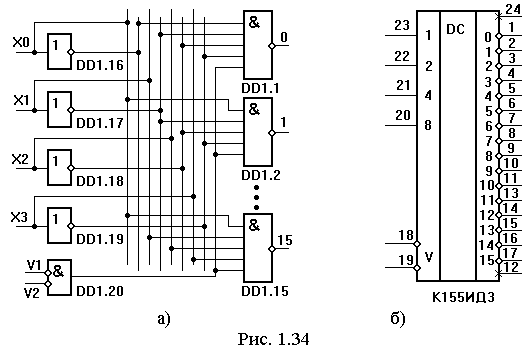 X0 1 DD1.16
X1 1 DD1.17
X2 1 DD1.18
X3 1 DD1.19
V1 V2 & DD1.20
& 0 DD1.1
& 1 DD1.2
& 15 DD1.15
а)
DC
23 1
22 2
21 4
20 8
18
19 V
24
0 1
1 2
2 3
3 4
4 5
5 6
6 7
7 8
8 9
9 10
10 11
11 13
12 14
13 15
14 16
15 17
12
К155ИД3
б)
Рис. 1.34